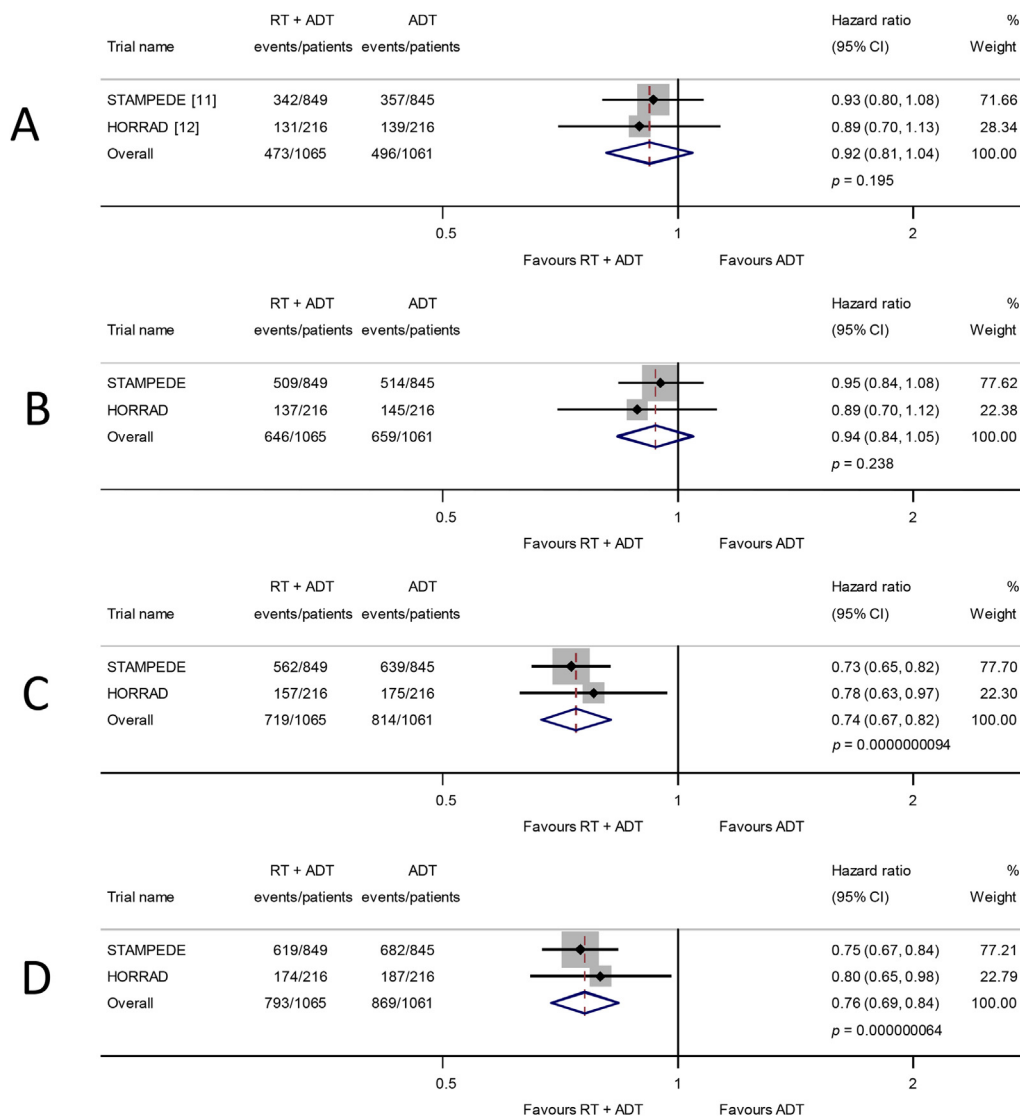 A
RT + ADT ADT Hazard ratio %
Trial name events/patients events/patients (95% CI) Weight
STAMPEDE [11] 342/849 357/845 0.93 (0.80, 1.08) 71.66
HORRAD [12] 131/216 139/216 0.89 (0.70, 1.13) 28.34
Overall 473/1065 496/1061 0.92 (0.81, 1.04) 100.00
p = 0.195
0.5 1 2
Favours RT + ADT Favours ADT
B
RT + ADT ADT Hazard ratio %
Trial name events/patients events/patients (95% CI) Weight
STAMPEDE 509/849 514/845 0.95 (0.84, 1.08) 77.62
HORRAD 137/216 145/216 0.89 (0.70, 1.12) 22.38
Overall 646/1065 659/1061 0.94 (0.84, 1.05) 100.00
p = 0.238
0.5 1 2
Favours RT + ADT Favours ADT
C
RT + ADT ADT Hazard ratio %
Trial name events/patients events/patients (95% CI) Weight
STAMPEDE 562/849 639/845 0.73 (0.65, 0.82) 77.70
HORRAD 157/216 175/216 0.78 (0.63, 0.97) 22.30
Overall 719/1065 814/1061 0.74 (0.67, 0.82) 100.00
p = 0.0000000094
0.5 1 2
Favours RT + ADT Favours ADT
D
RT + ADT ADT Hazard ratio %
Trial name events/patients events/patients (95% CI) Weight
STAMPEDE 619/849 682/845 0.75 (0.67, 0.84) 77.21
HORRAD 174/216 187/216 0.80 (0.65, 0.98) 22.79
Overall 793/1065 869/1061 0.76 (0.69, 0.84) 100.00
p = 0.000000064
0.5 1 2
Favours RT + ADT Favours ADT